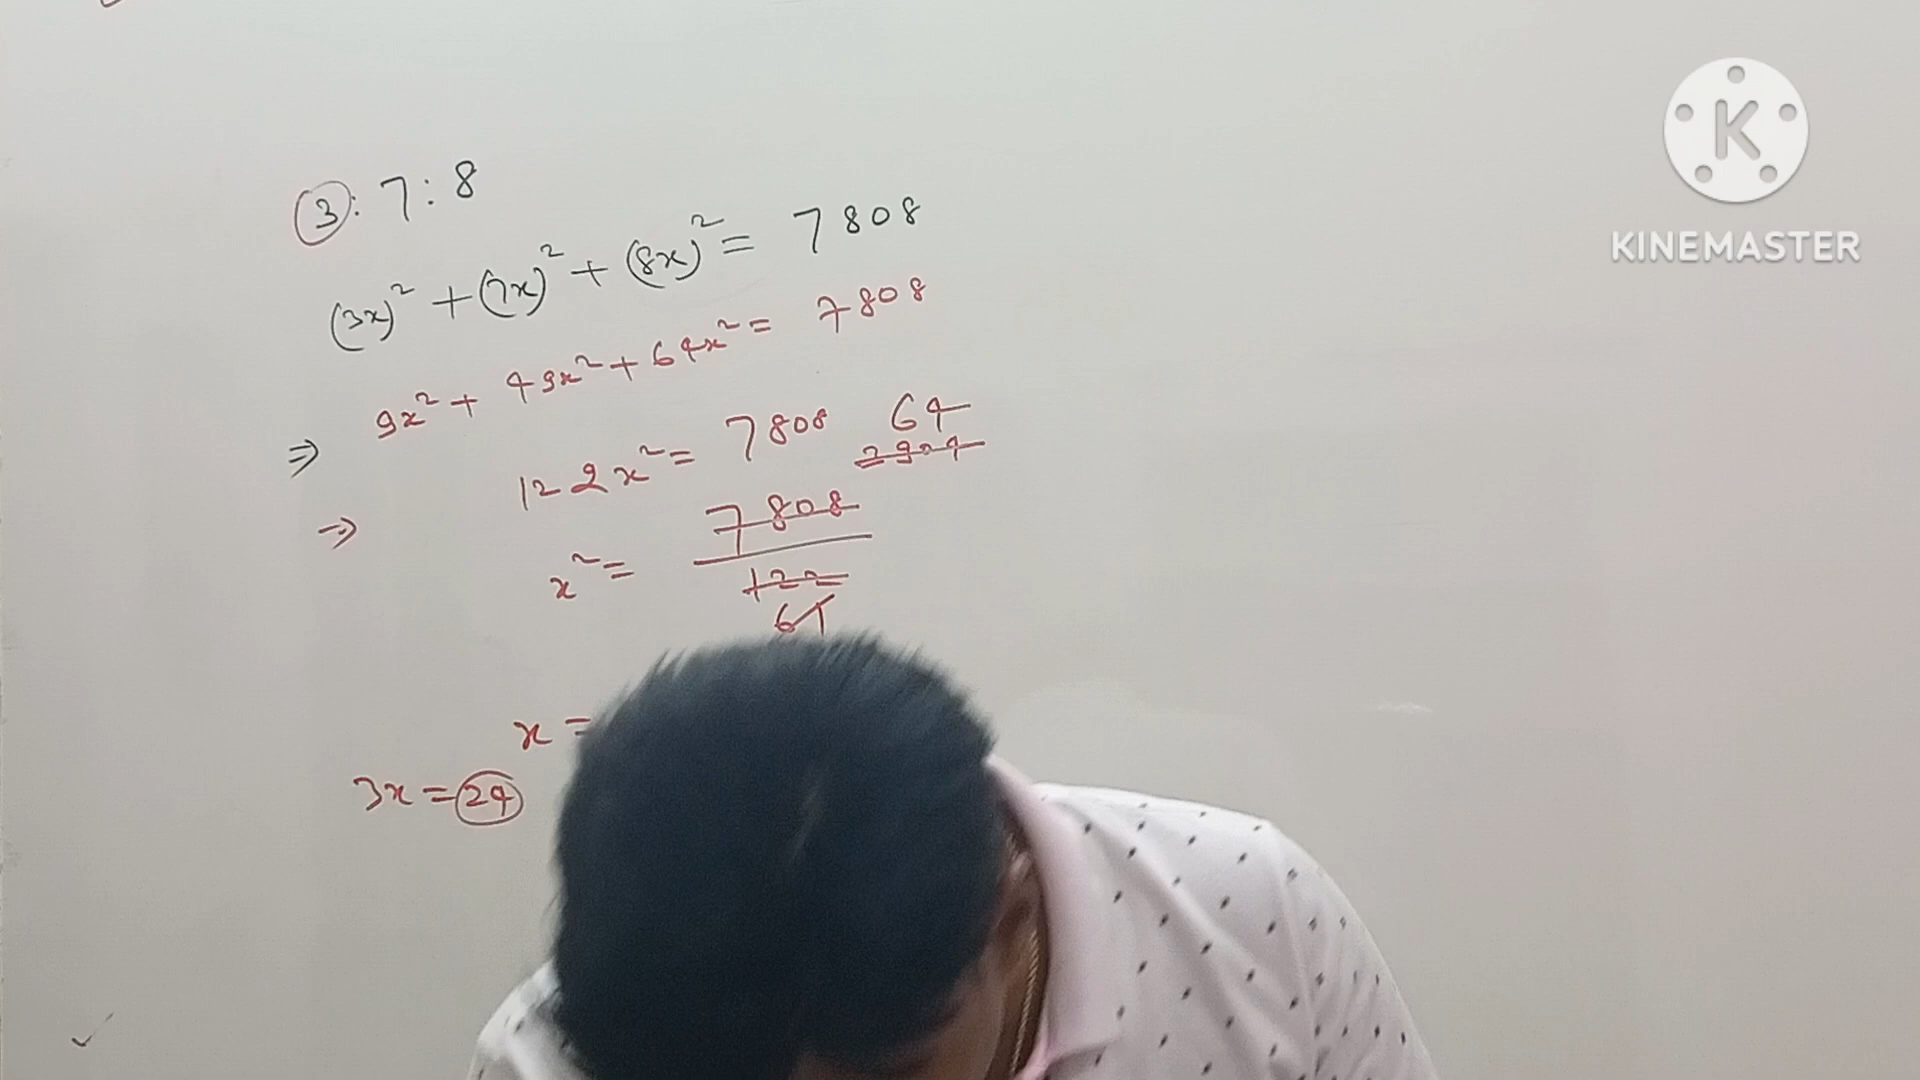 3 : 7 : 8
(3x)² + (7x)² + (8x)² = 7808
⇒ 9x² + 49x² + 64x² = 7808
⇒ 122x² = 7808
64
x² = 7808/122
61
x =
3x = 24
K
KINEMASTER